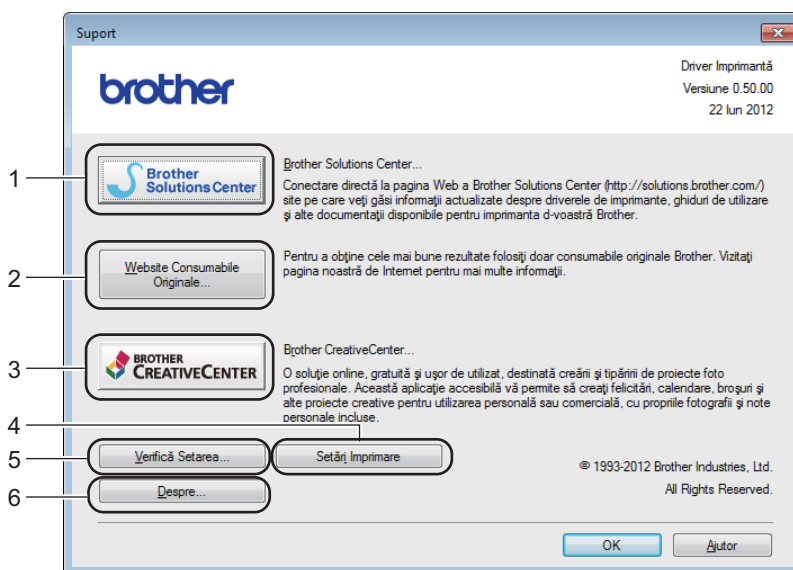 Suport
brother
Driver Imprimantă
Versiune 0.50.00
22 Iun 2012
1
Brother
Solutions Center
Brother Solutions Center...
Conectare directă la pagina Web a Brother Solutions Center (http://solutions.brother.com/)
site pe care veţi găsi informaţii actualizate despre driverele de imprimante, ghiduri de utilizare
şi alte documentaţii disponibile pentru imprimanta d-voastră Brother.
2
Website Consumabile
Originale...
Pentru a obţine cele mai bune rezultate folosiţi doar consumabile originale Brother. Vizitaţi
pagina noastră de Internet pentru mai multe informaţii.
3
BROTHER
CREATIVECENTER
Brother CreativeCenter...
O soluţie online, gratuită şi uşor de utilizat, destinată creării şi tipăririi de proiecte foto
profesionale. Această aplicaţie accesibilă vă permite să creaţi felicitări, calendare, broşuri şi
alte proiecte creative pentru utilizarea personală sau comercială, cu propriile fotografii şi note
personale incluse.
4
5
Verifică Setarea...
Setări Imprimare
6
Despre...
© 1993-2012 Brother Industries, Ltd.
All Rights Reserved.
OK
Ajutor